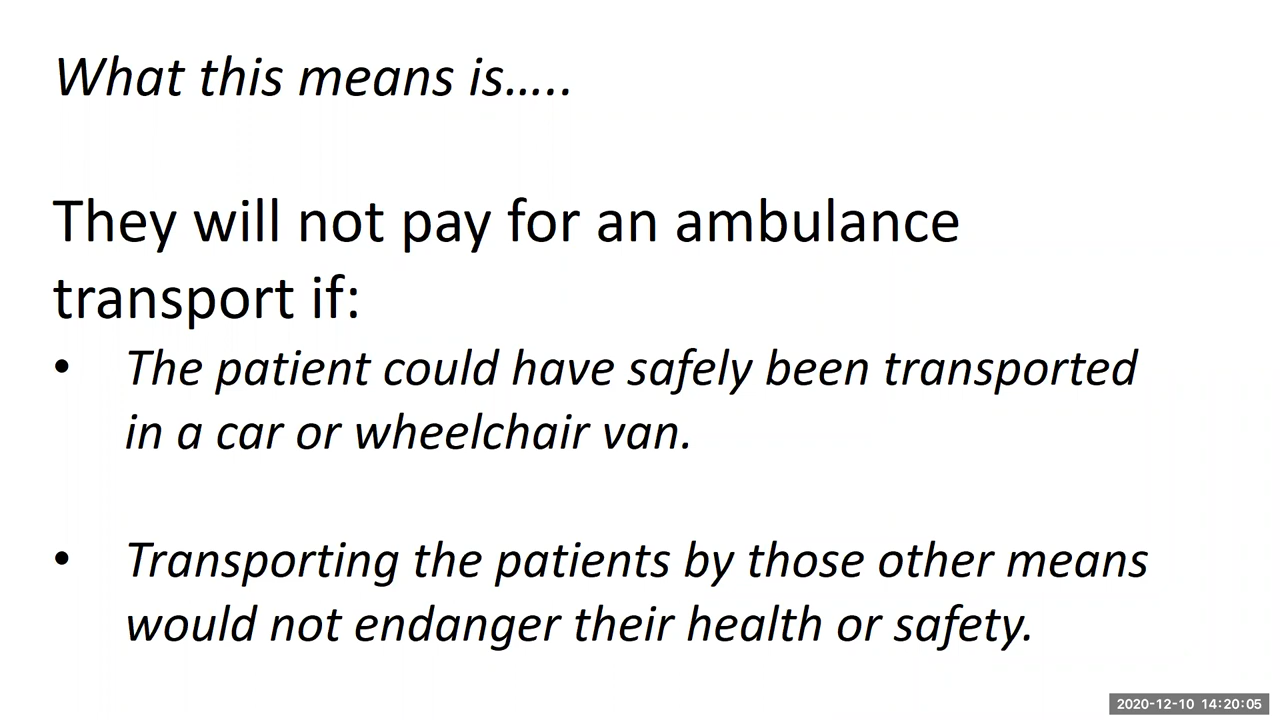 What this means is…..
They will not pay for an ambulance
transport if:
• The patient could have safely been transported
in a car or wheelchair van.
• Transporting the patients by those other means
would not endanger their health or safety.
2020-12-10 14:20:05